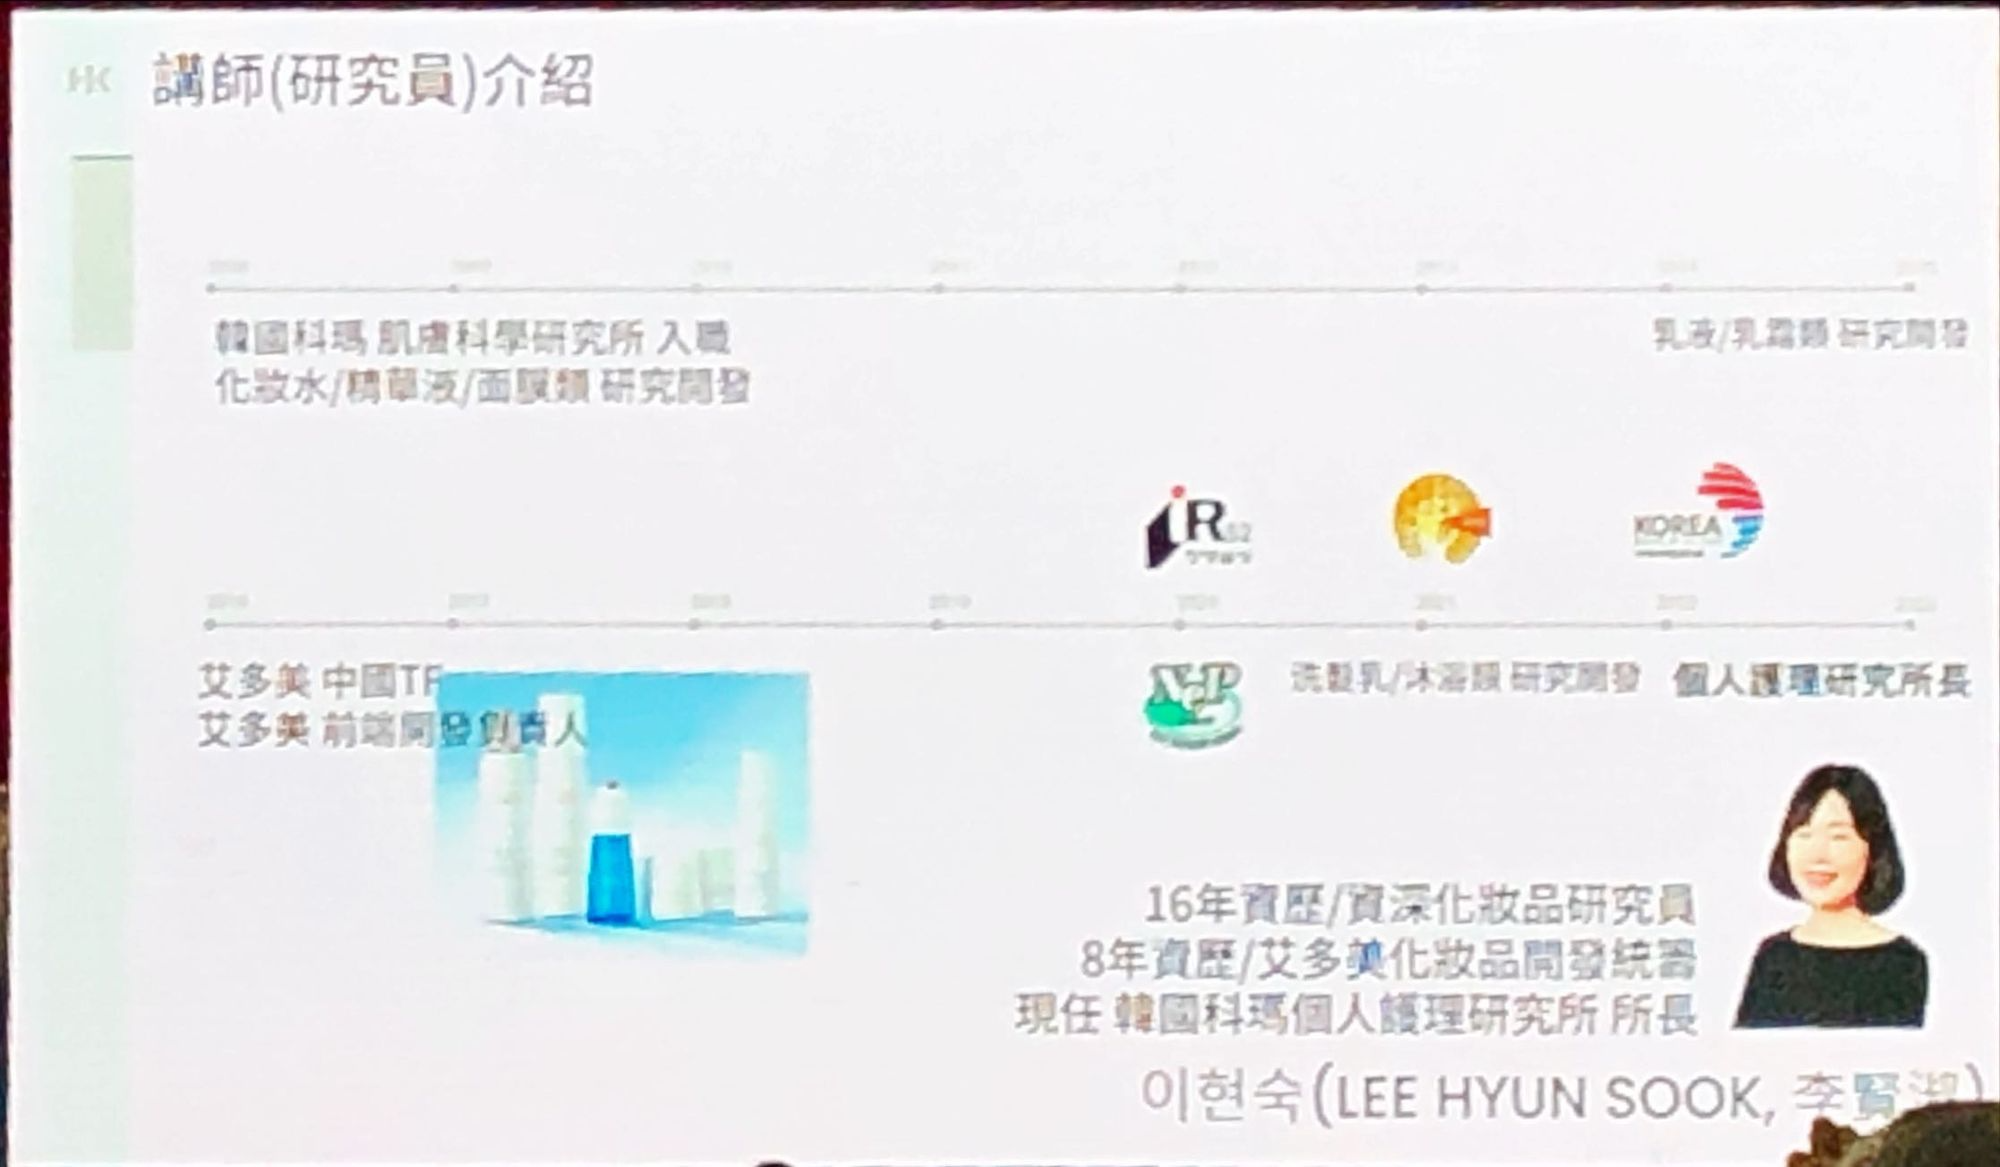 HK
講師(研究員)介紹
韓國科瑪 肌膚科學研究所 入職
化妝水/精華液/面膜類 研究開發
乳液/乳霜類 研究開發
iR52
KOREA
艾多美 中國TF
艾多美 前端開發負責人
NeP
洗髮乳/沐浴類 研究開發
個人護理研究所長
16年資歷/資深化妝品研究員
8年資歷/艾多美化妝品開發統籌
現任 韓國科瑪個人護理研究所 所長
이현숙(LEE HYUN SOOK, 李賢淑)